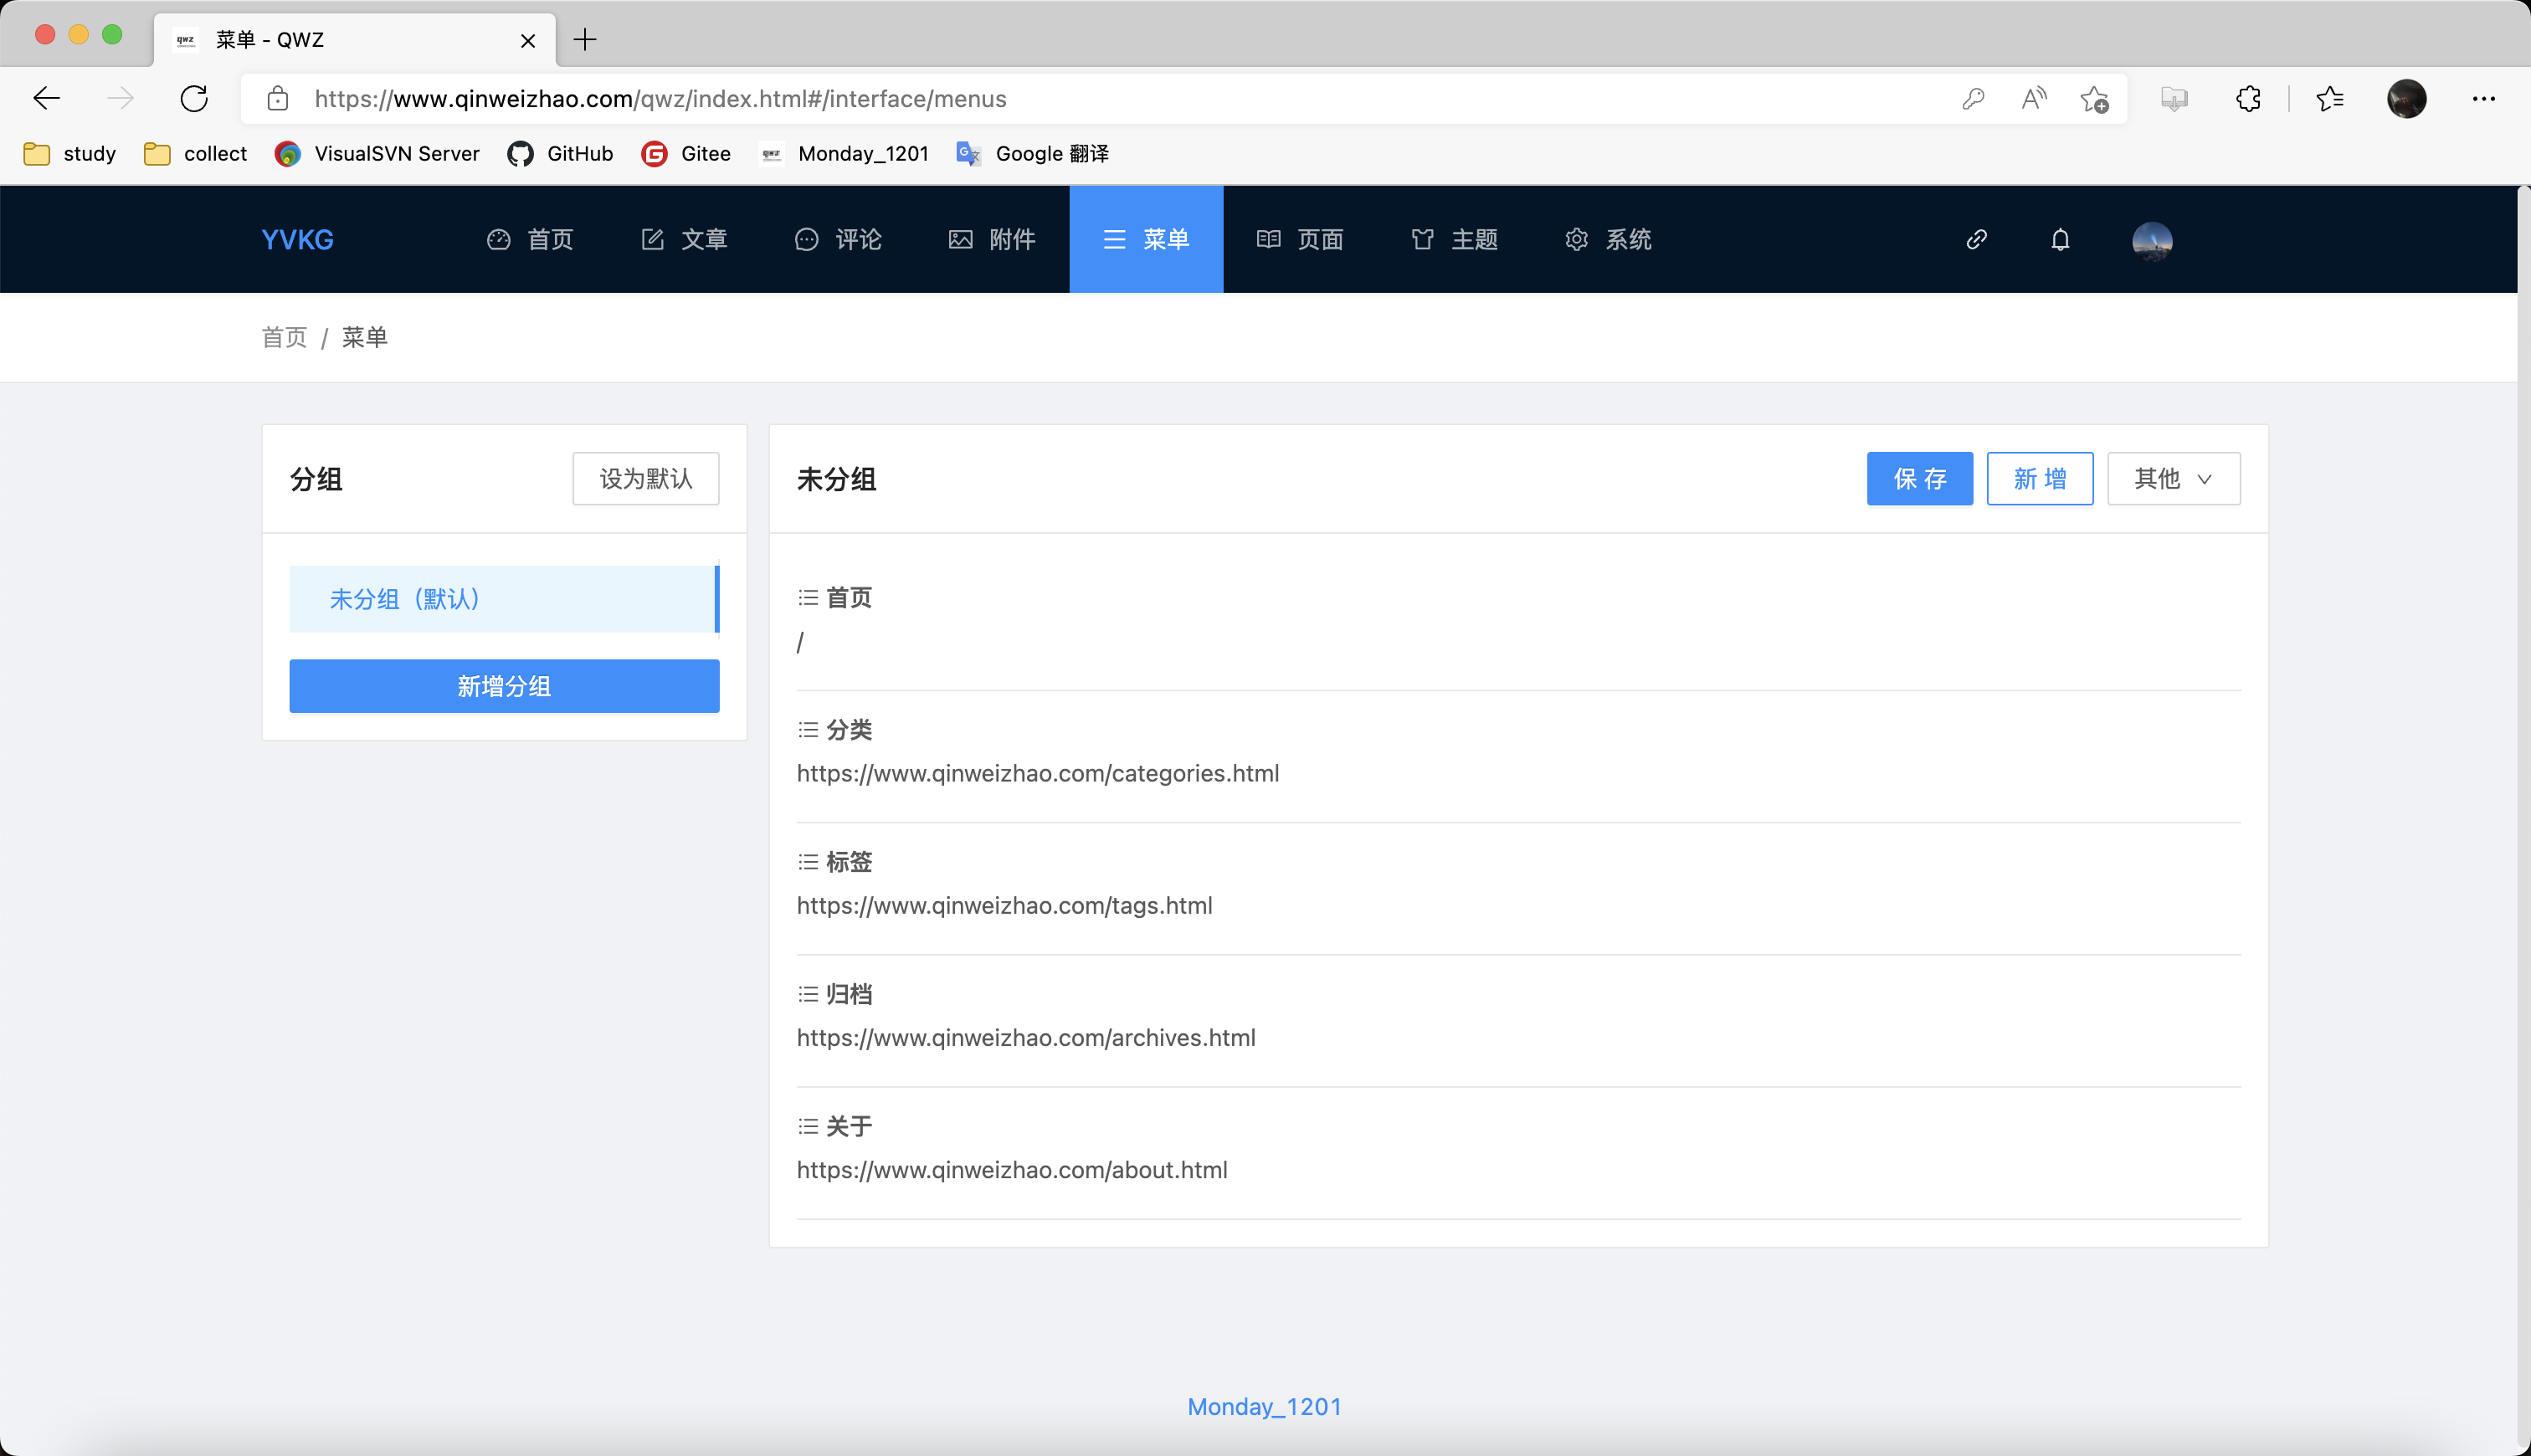 菜单 - QWZ
https://www.qinweizhao.com/qwz/index.html#/interface/menus
study collect VisualSVN Server GitHub Gitee Monday_1201 Google 翻译
YVKG 首页 文章 评论 附件 菜单 页面 主题 系统
首页 / 菜单
分组 设为默认
未分组（默认）
新增分组
未分组 保 存 新 增 其他
首页
/
分类
https://www.qinweizhao.com/categories.html
标签
https://www.qinweizhao.com/tags.html
归档
https://www.qinweizhao.com/archives.html
关于
https://www.qinweizhao.com/about.html
Monday_1201